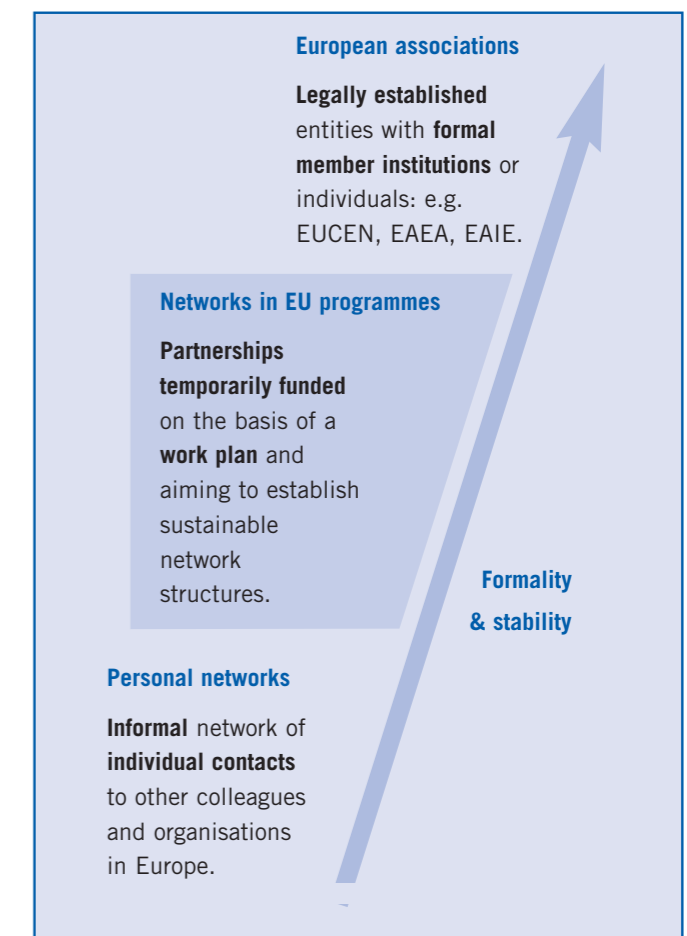 European associations
Legally established
entities with formal
member institutions or
individuals: e.g.
EUCEN, EAEA, EAIE.
Networks in EU programmes
Partnerships
temporarily funded
on the basis of a
work plan and
aiming to establish
sustainable
network
structures.
Formality
& stability
Personal networks
Informal network of
individual contacts
to other colleagues
and organisations
in Europe.